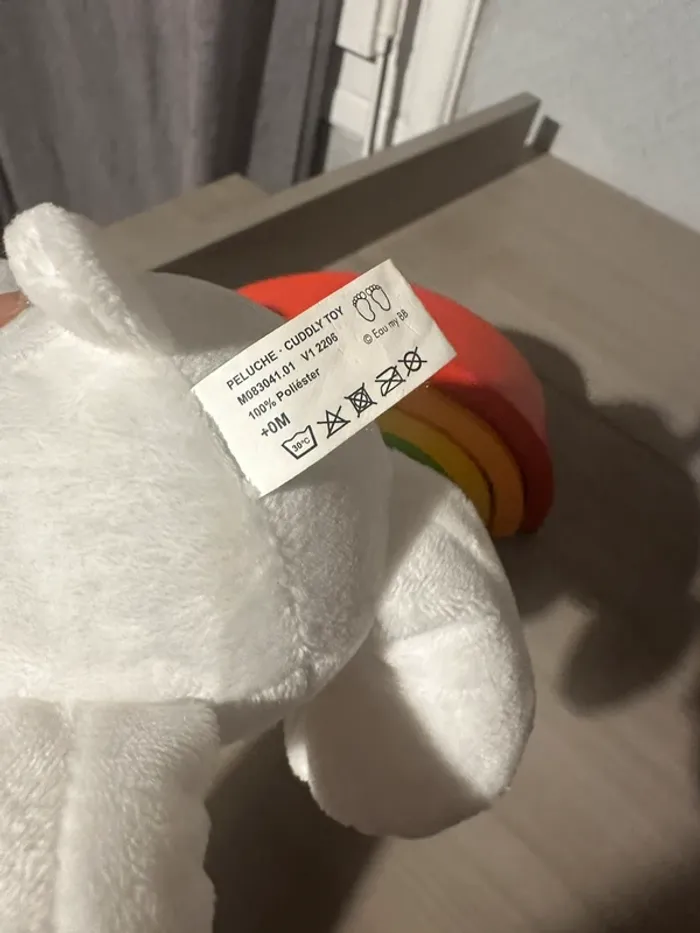 PELUCHE · CUDDLY TOY
M083041.01 V1 2206
100% Poliéster
+0M
30°C
© Eau my BB